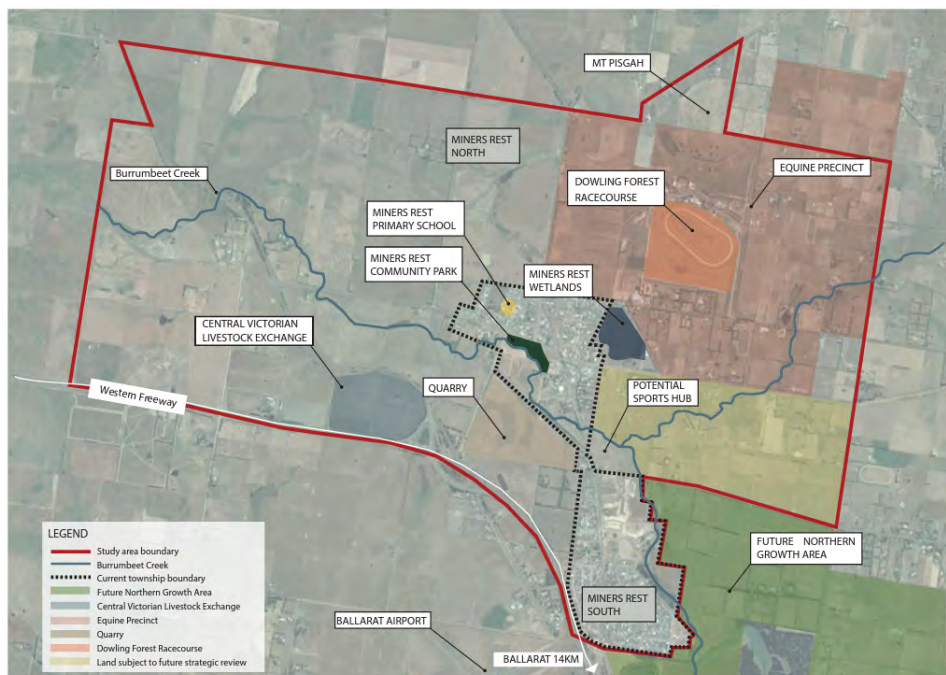 MT PISGAH
MINERS REST
NORTH
Burrumbeet Creek
EQUINE PRECINCT
DOWLING FOREST
RACECOURSE
MINERS REST
PRIMARY SCHOOL
MINERS REST
COMMUNITY PARK
MINERS REST
WETLANDS
CENTRAL VICTORIAN
LIVESTOCK EXCHANGE
Western Freeway
QUARRY
POTENTIAL
SPORTS HUB
FUTURE NORTHERN
GROWTH AREA
MINERS REST
SOUTH
BALLARAT AIRPORT
BALLARAT 14KM
LEGEND
Study area boundary
Burrumbeet Creek
Current township boundary
Future Northern Growth Area
Central Victorian Livestock Exchange
Equine Precinct
Quarry
Dowling Forest Racecourse
Land subject to future strategic review